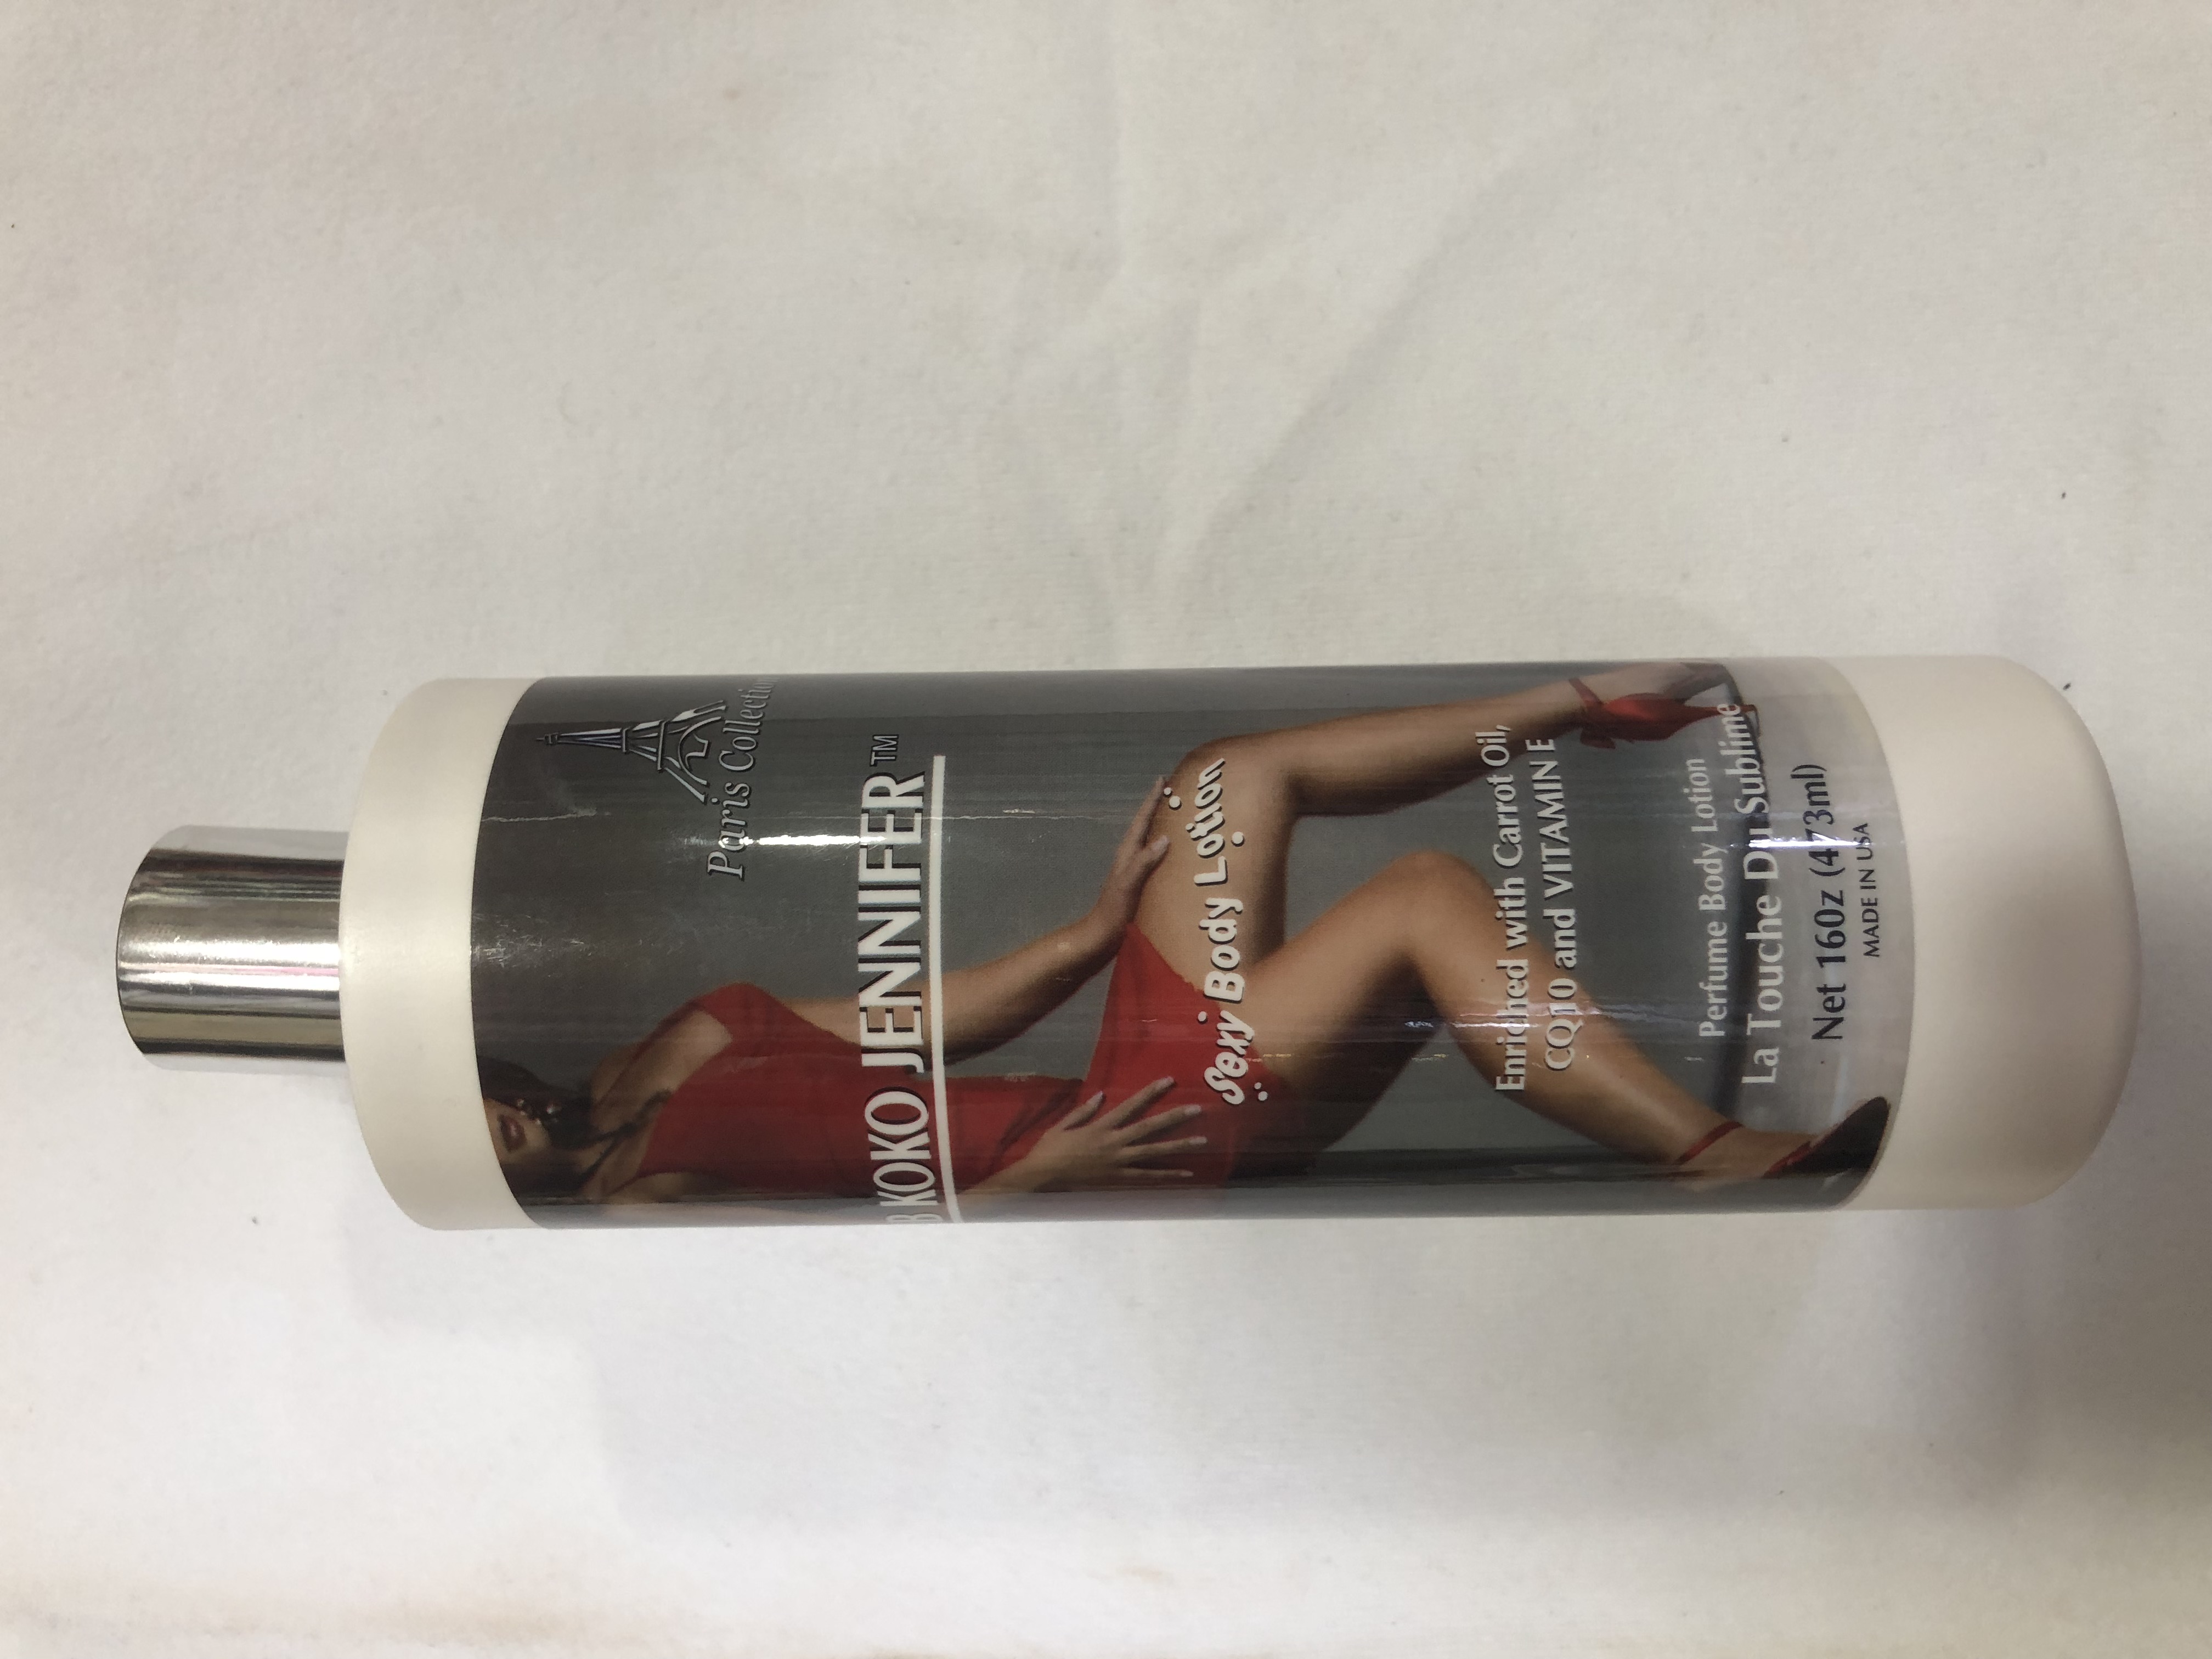 Paris Collection
B KOKO JENNIFER™
Sexy Body Lotion
Enriched with Carrot Oil,
CQ10 and VITAMIN E
Perfume Body Lotion
La Touche Du Sublime
Net 16Oz (473ml)
MADE IN USA